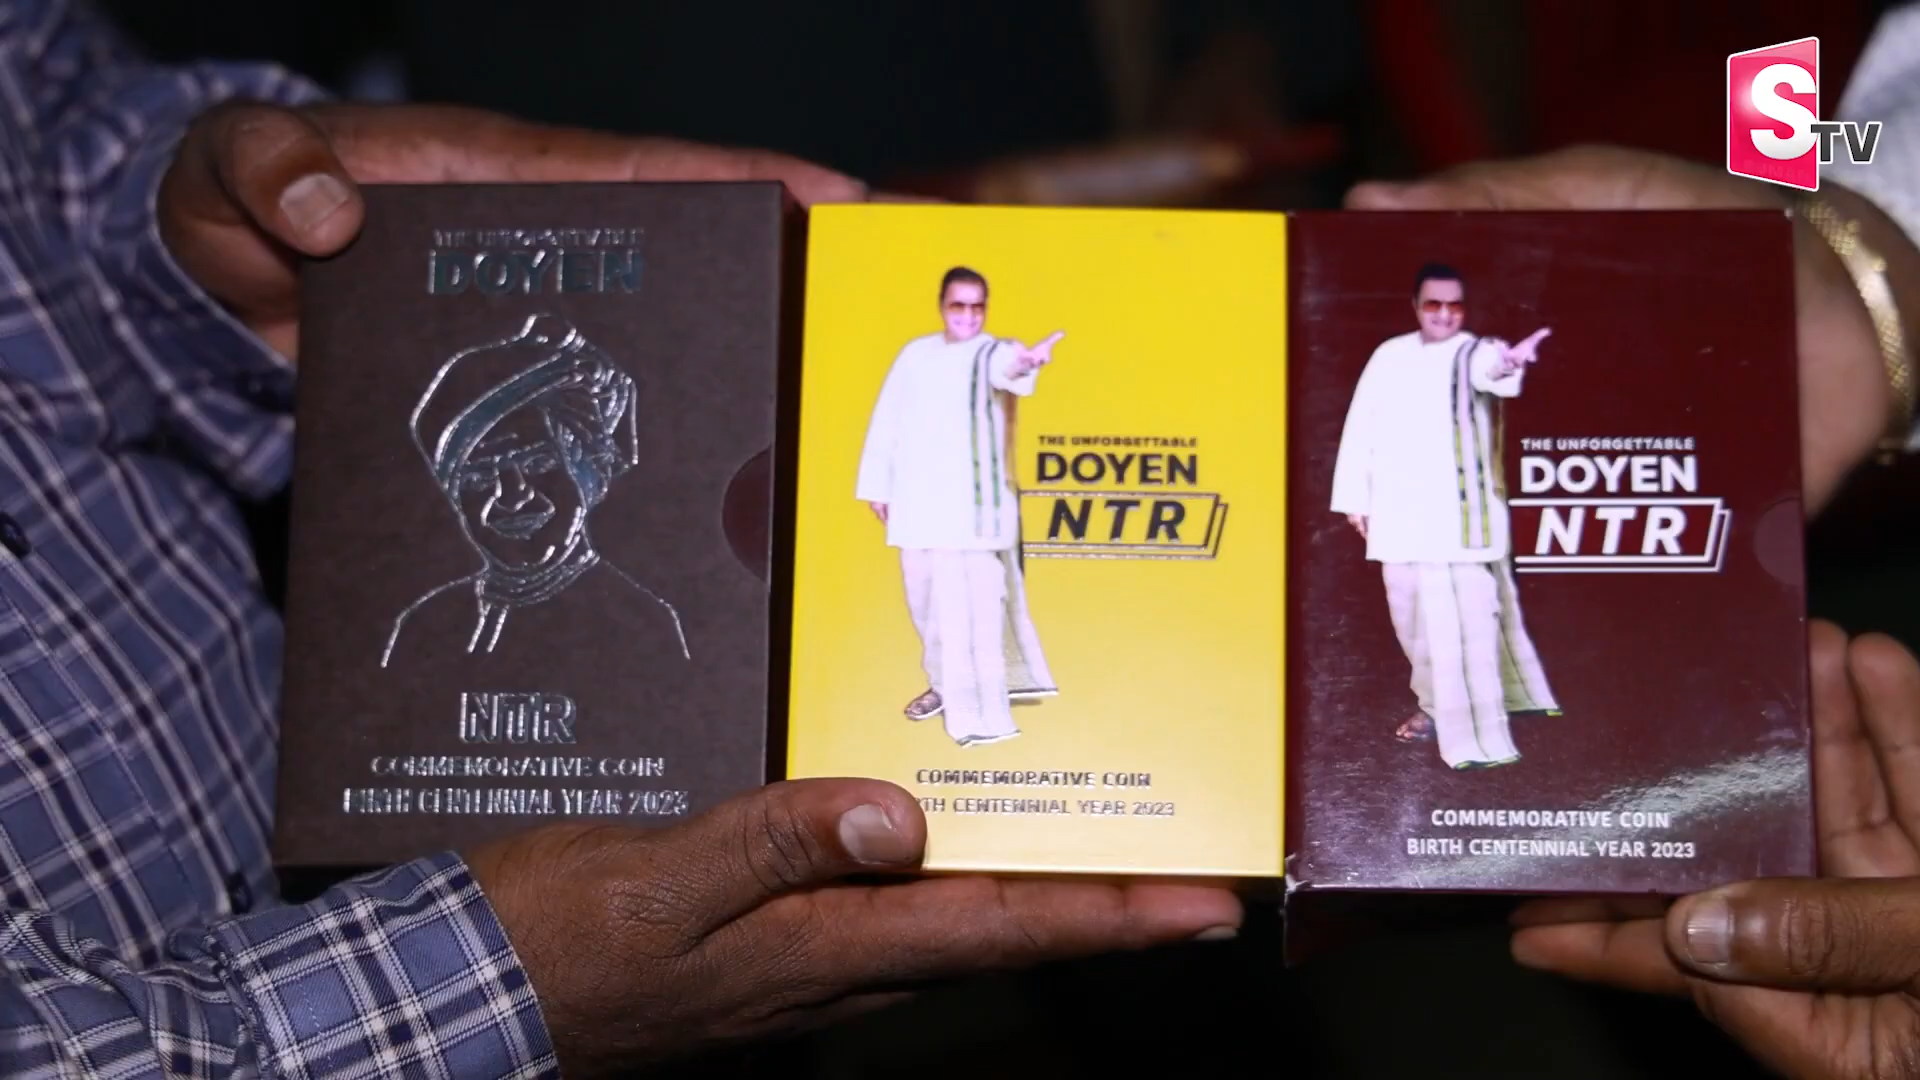 S TV
THE UNFORGETTABLE
DOYEN
NTR
COMMEMORATIVE COIN
BIRTH CENTENNIAL YEAR 2023
THE UNFORGETTABLE
DOYEN
NTR
COMMEMORATIVE COIN
TH CENTENNIAL YEAR 2023
THE UNFORGETTABLE
DOYEN
NTR
COMMEMORATIVE COIN
BIRTH CENTENNIAL YEAR 2023